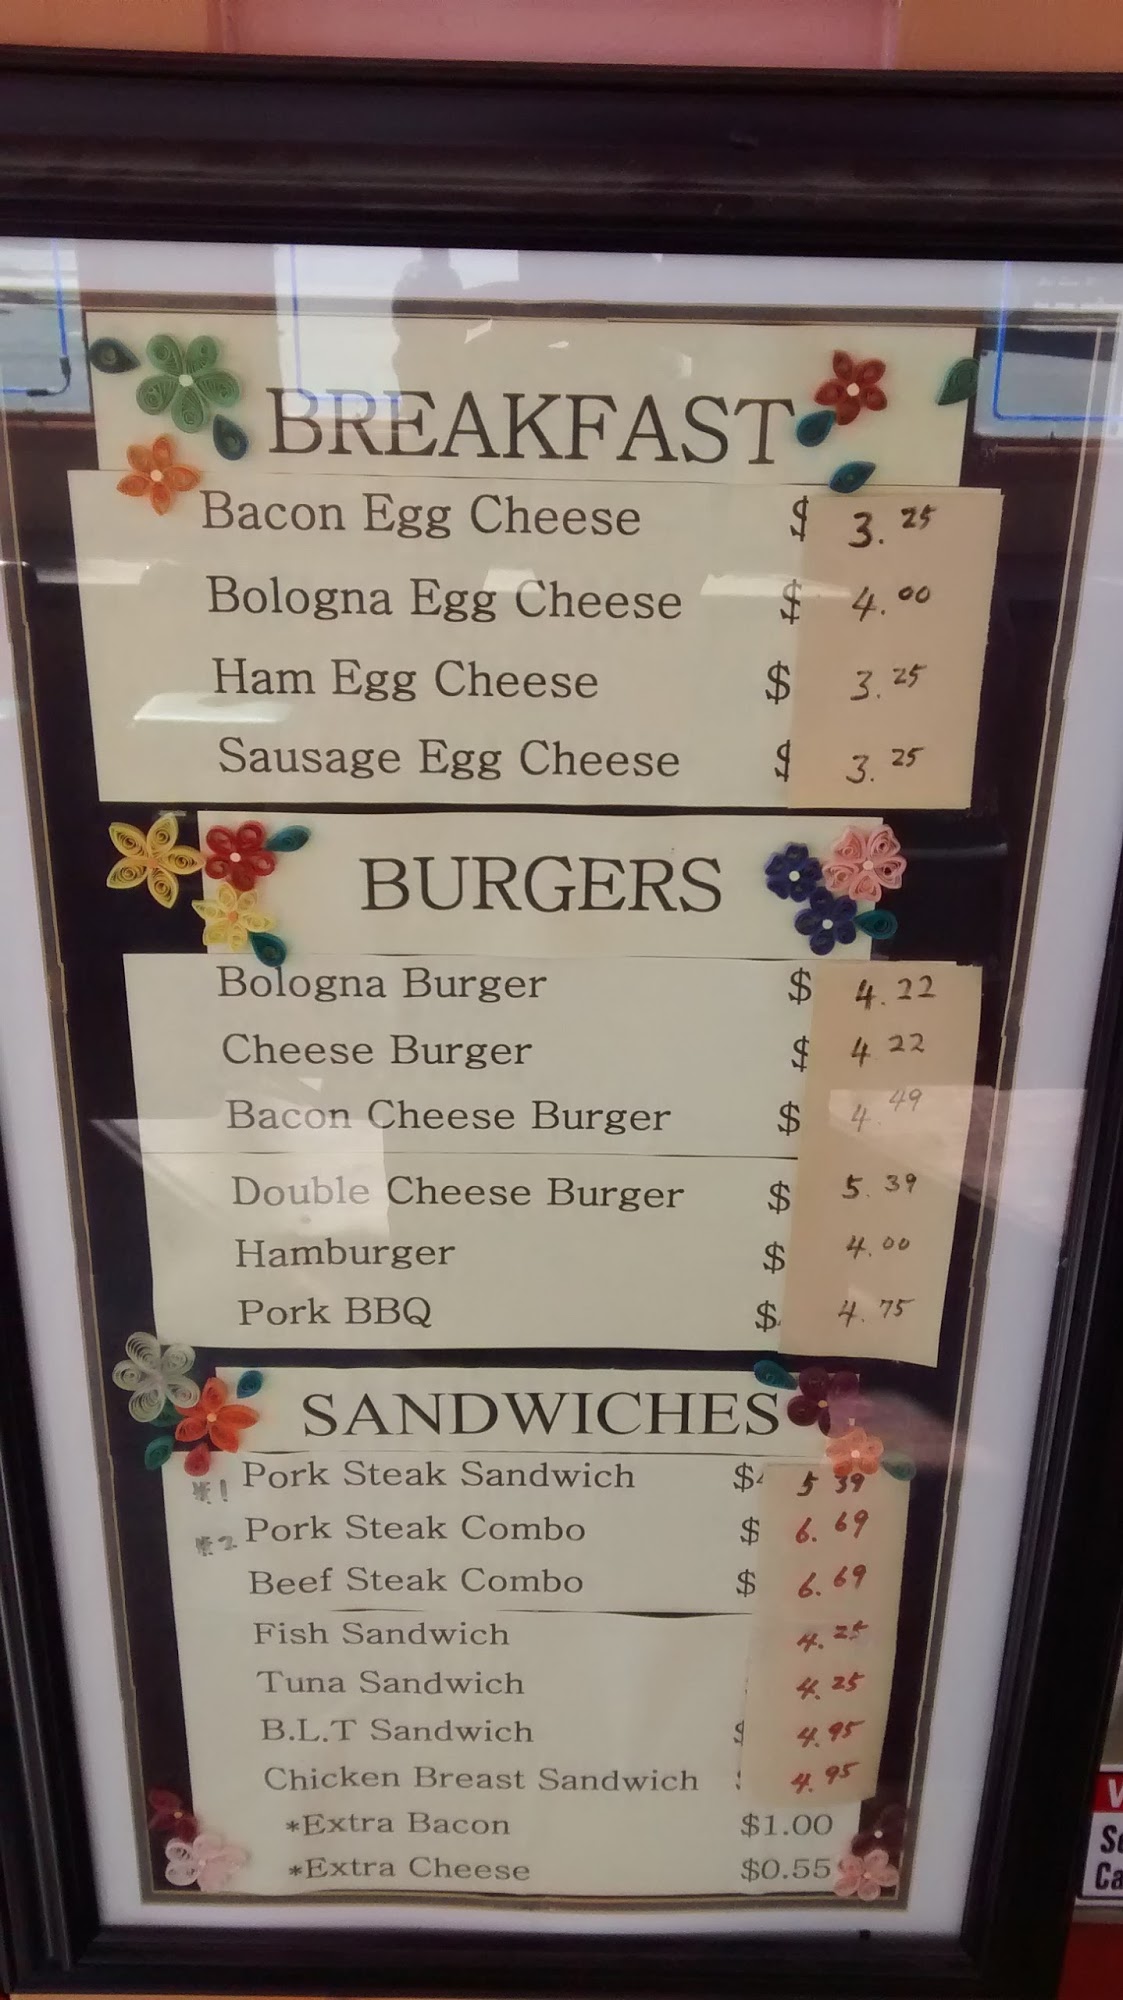 BREAKFAST
Bacon Egg Cheese $ 3.25
Bologna Egg Cheese $ 4.00
Ham Egg Cheese $ 3.25
Sausage Egg Cheese $ 3.25
BURGERS
Bologna Burger $ 4.22
Cheese Burger $ 4 22
Bacon Cheese Burger $ 4.49
Double Cheese Burger $ 5.39
Hamburger $ 4.00
Pork BBQ $ 4.75
SANDWICHES
#1 Pork Steak Sandwich $ 5 39
#2 Pork Steak Combo $ 6.69
Beef Steak Combo $ 6.69
Fish Sandwich 4.25
Tuna Sandwich 4.25
B.L.T Sandwich $ 4.95
Chicken Breast Sandwich 4.95
*Extra Bacon $1.00
*Extra Cheese $0.55